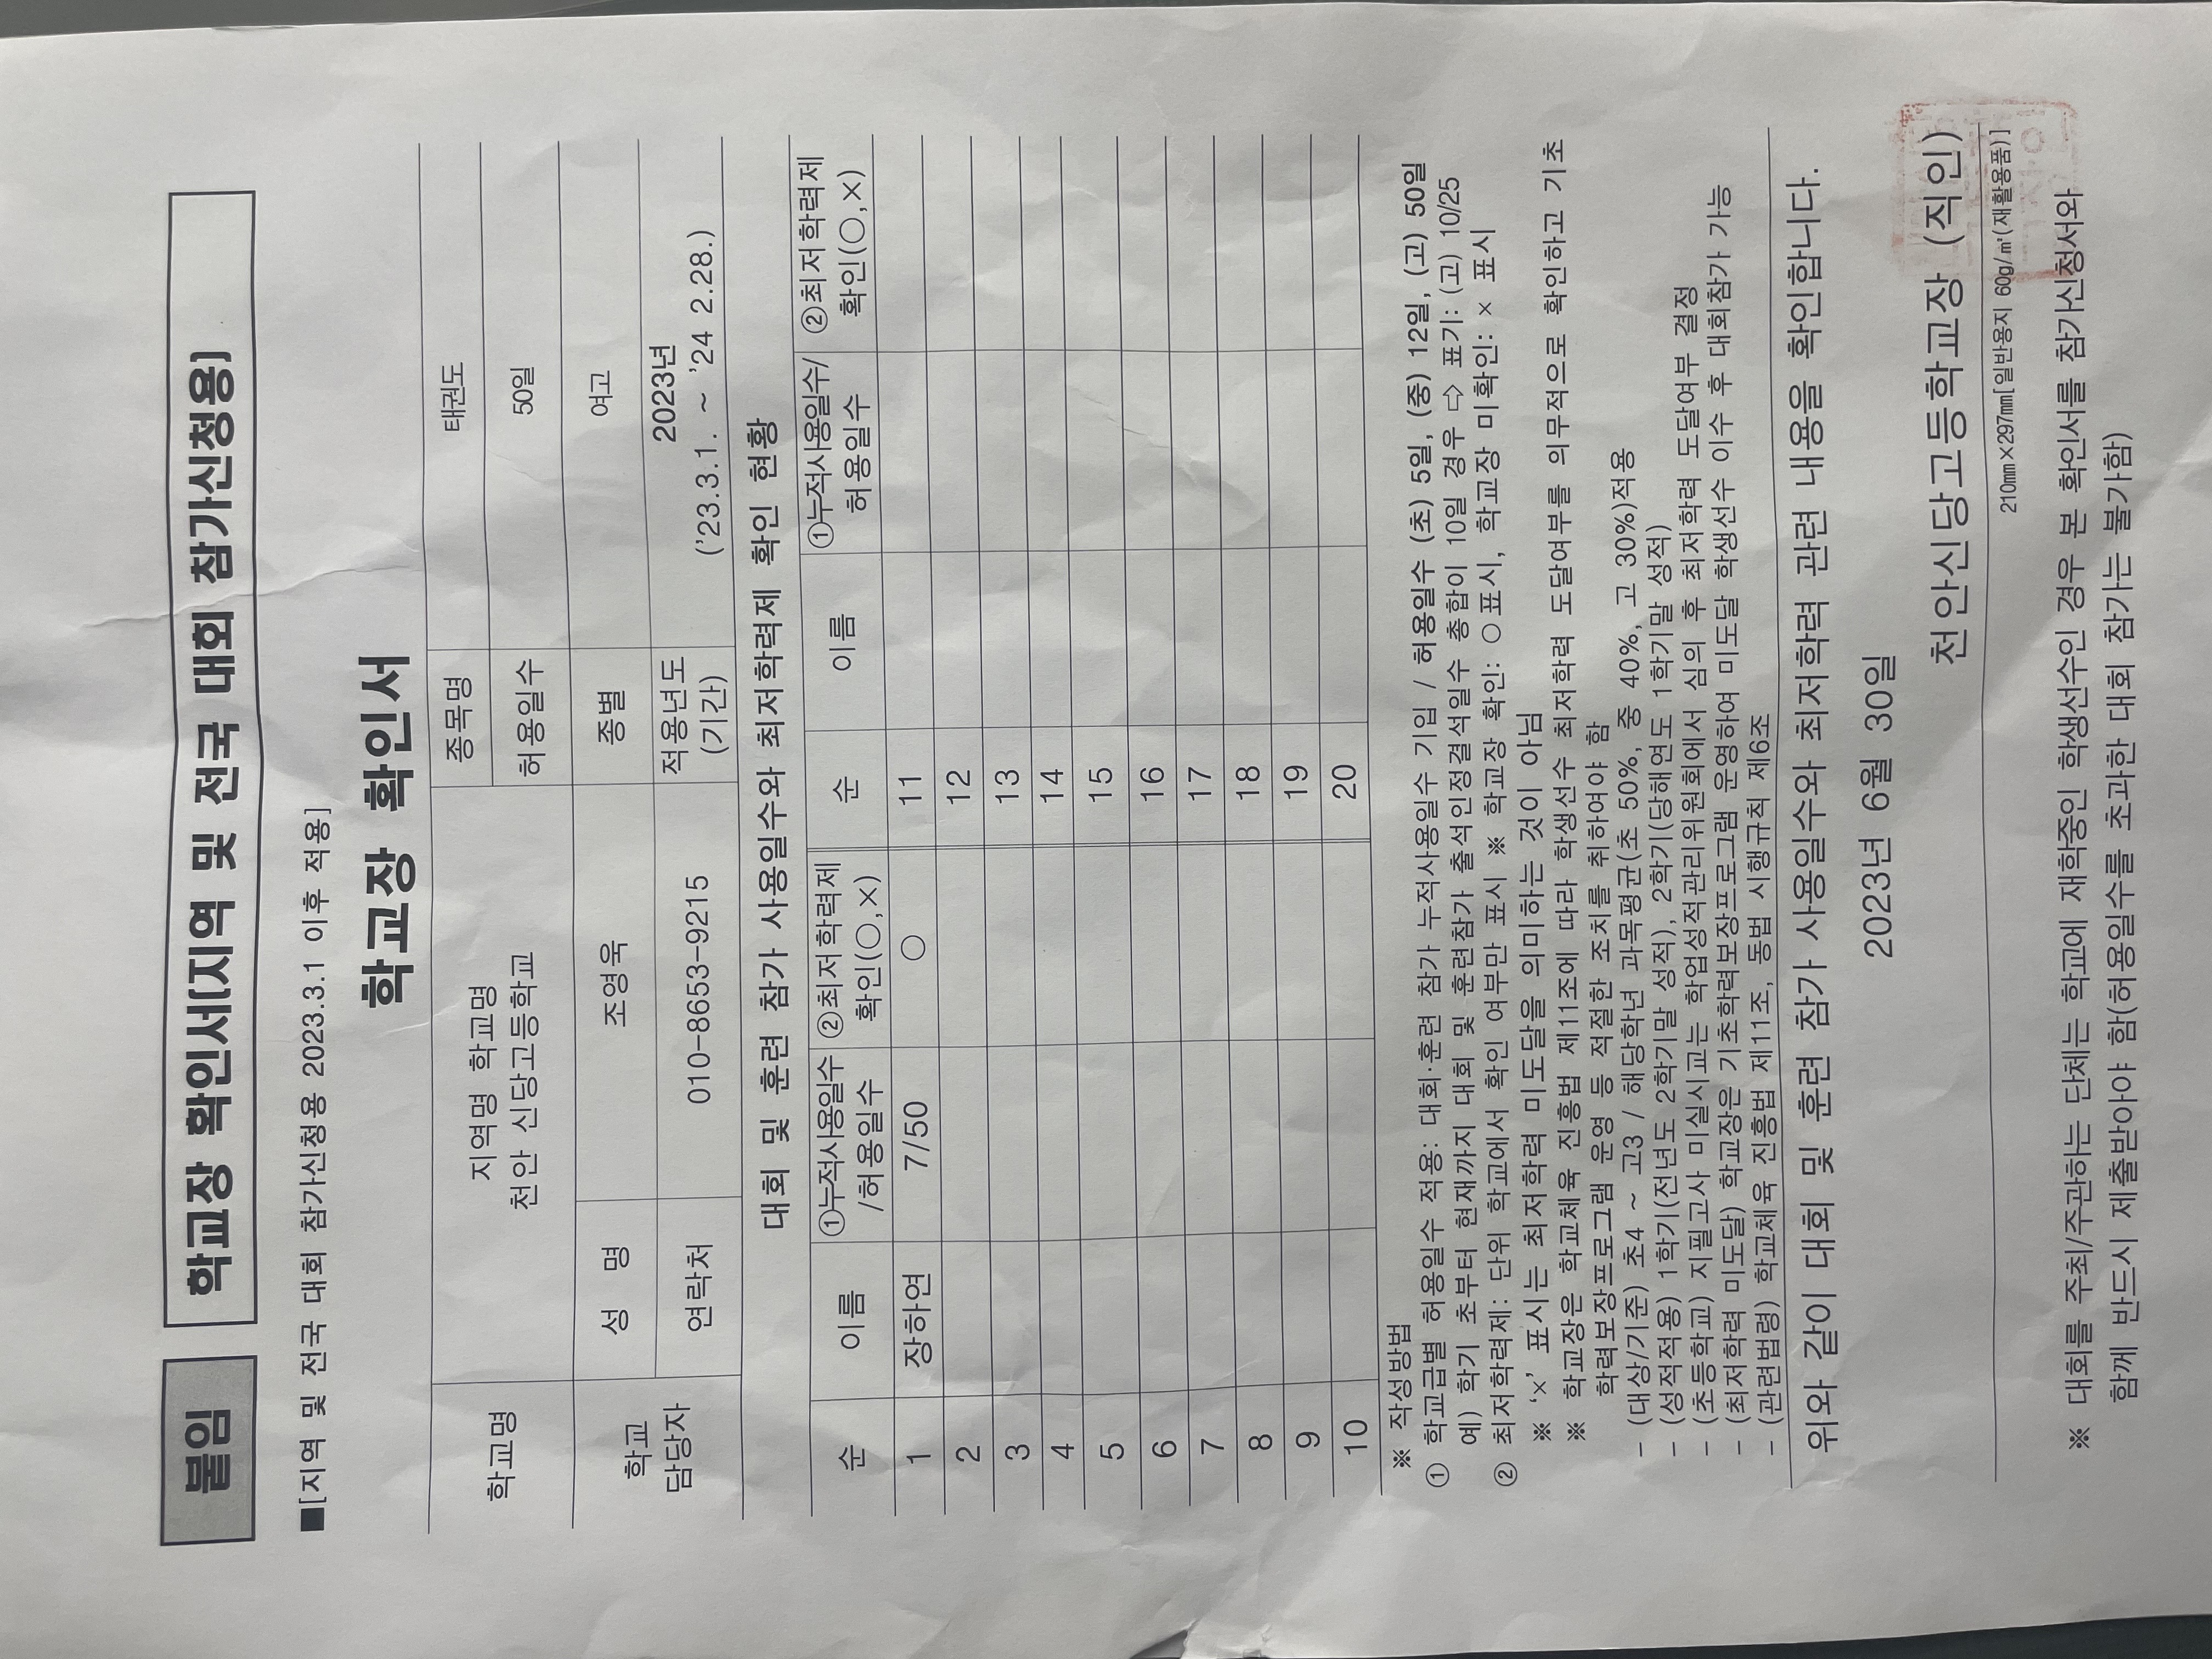 붙임
학교장 확인서(지역 및 전국 대회 참가신청용)
■[지역 및 전국 대회 참가신청용 2023.3.1 이후 적용]
학교장 확인서
학교명
지역명 학교명
천안 신당고등학교
종목명
태권도
허용일수
50일
학교
담당자
성 명
조영욱
종별
여고
연락처
010-8653-9215
적용년도
(기간)
2023년
('23.3.1. ~ '24 2.28.)
대회 및 훈련 참가 사용일수와 최저학력제 확인 현황
순 이름 ①누적사용일수 ②최저학력제 순 이름 ①누적사용일수/ ②최저학력제
/허용일수 확인(○,×) 허용일수 확인(○,×)
1 장하연 7/50 ○ 11
2 12
3 13
4 14
5 15
6 16
7 17
8 18
9 19
10 20
※ 작성방법
① 학교급별 허용일수 적용: 대회·훈련 참가 누적사용일수 기입 / 허용일수 (초) 5일, (중) 12일, (고) 50일
예) 학기 초부터 현재까지 대회 및 훈련참가 출석인정결석일수 총합이 10일 경우 ⇨ 표기: (고) 10/25
② 최저학력제: 단위 학교에서 확인 여부만 표시 ※ 학교장 확인: ○표시, 학교장 미확인: × 표시
※ '×' 표시는 최저학력 미도달을 의미하는 것이 아님
※ 학교장은 학교체육 진흥법 제11조에 따라 학생선수 최저학력 도달여부를 의무적으로 확인하고 기초
학력보장프로그램 운영 등 적절한 조치를 취하여야 함
- (대상/기준) 초4 ~ 고3 / 해당학년 과목평균(초 50%, 중 40%, 고 30%)적용
- (성적적용) 1학기(전년도 2학기말 성적), 2학기(당해연도 1학기말 성적)
- (초등학교) 지필고사 미실시교는 학업성적관리위원회에서 심의 후 최저학력 도달여부 결정
- (최저학력 미도달) 학교장은 기초학력보장프로그램 운영하여 미도달 학생선수 이수 후 대회참가 가능
- (관련법령) 학교체육 진흥법 제11조, 동법 시행규칙 제6조
위와 같이 대회 및 훈련 참가 사용일수와 최저학력 관련 내용을 확인합니다.
2023년 6월 30일
천안신당고등학교장 (직인)
210㎜×297㎜[일반용지 60g/㎡(재활용품)]
※ 대회를 주최/주관하는 단체는 학교에 재학중인 학생선수인 경우 본 확인서를 참가신청서와
함께 반드시 제출받아야 함(허용일수를 초과한 대회 참가는 불가함)